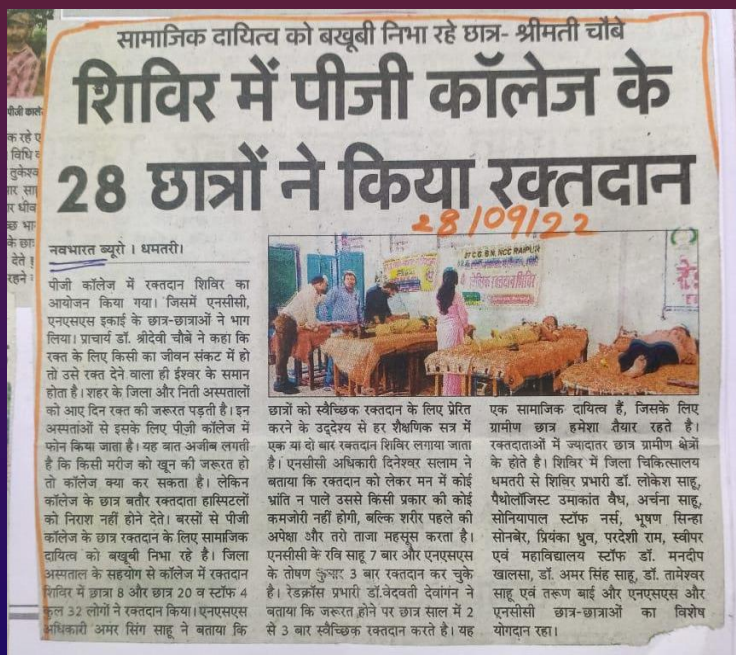 सामाजिक दायित्व को बखूबी निभा रहे छात्र- श्रीमती चौबे
शिविर में पीजी कॉलेज के
28 छात्रों ने किया रक्तदान
28/09/22
नवभारत ब्यूरो । धमतरी।
पीजी कॉलेज में रक्तदान शिविर का
आयोजन किया गया। जिसमें एनसीसी,
एनएसएस इकाई के छात्र-छात्राओं ने भाग
लिया। प्राचार्य डॉ. श्रीदेवी चौबे ने कहा कि
रक्त के लिए किसी का जीवन संकट में हो
तो उसे रक्त देने वाला ही ईश्वर के समान
होता है। शहर के जिला और निती अस्पतालों
को आए दिन रक्त की जरूरत पड़ती है। इन
अस्पतांओं से इसके लिए पीजी़ कॉलेज में
फोन किया जाता है। यह बात अजीब लगती
है कि किसी मरीज को खून की जरूरत हो
तो कॉलेज क्या कर सकता है। लेकिन
कॉलेज के छात्र बतौर रक्तदाता हास्पिटलों
को निराश नहीं होने देते। बरसों से पीजी
कॉलेज के छात्र रक्तदान के लिए सामाजिक
दायित्व को बखूबी निभा रहे है। जिला
अस्पताल के सहयोग से कॉलेज में रक्तदान
शिविर में छात्रा 8 और छात्र 20 व स्टॉफ 4
कुल 32 लोगों ने रक्तदान किया। एनएसएस
अधिकारी अमर सिंग साहू ने बताया कि
छात्रों को स्वैच्छिक रक्तदान के लिए प्रेरित
करने के उद्देश्य से हर शैक्षणिक सत्र में
एक या दो बार रक्तदान शिविर लगाया जाता
है। एनसीसी अधिकारी दिनेश्वर सलाम ने
बताया कि रक्तदान को लेकर मन में कोई
भ्रांति न पाले उससे किसी प्रकार की कोई
कमजोरी नहीं होगी, बल्कि शरीर पहले की
अपेक्षा और तरो ताजा महसूस करता है।
एनसीसी के रवि साहू 7 बार और एनएसएस
के तोषण कुमार 3 बार रक्तदान कर चुके
है। रेडक्रॉस प्रभारी डॉ.वेदवती देवांगन ने
बताया कि जरूरत होने पर छात्र साल में 2
से 3 बार स्वैच्छिक रक्तदान करते है। यह
एक सामाजिक दायित्व हैं, जिसके लिए
ग्रामीण छात्र हमेशा तैयार रहते है।
रक्तदाताओं में ज्यादातर छात्र ग्रामीण क्षेत्रों
के होते है। शिविर में जिला चिकित्सालय
धमतरी से शिविर प्रभारी डॉ. लोकेश साहू,
पैथोलॉजिस्ट उमाकांत वैध, अर्चना साहू,
सोनियापाल स्टॉफ नर्स, भूषण सिन्हा
सोनबेर, प्रियंका ध्रुव, परदेशी राम, स्वीपर
एवं महाविद्यालय स्टॉफ डॉ. मनदीप
खालसा, डॉ. अमर सिंह साहू, डॉ. तामेश्वर
साहू एवं तरूण बाई और एनएसएस और
एनसीसी छात्र-छात्राओं का विशेष
योगदान रहा।